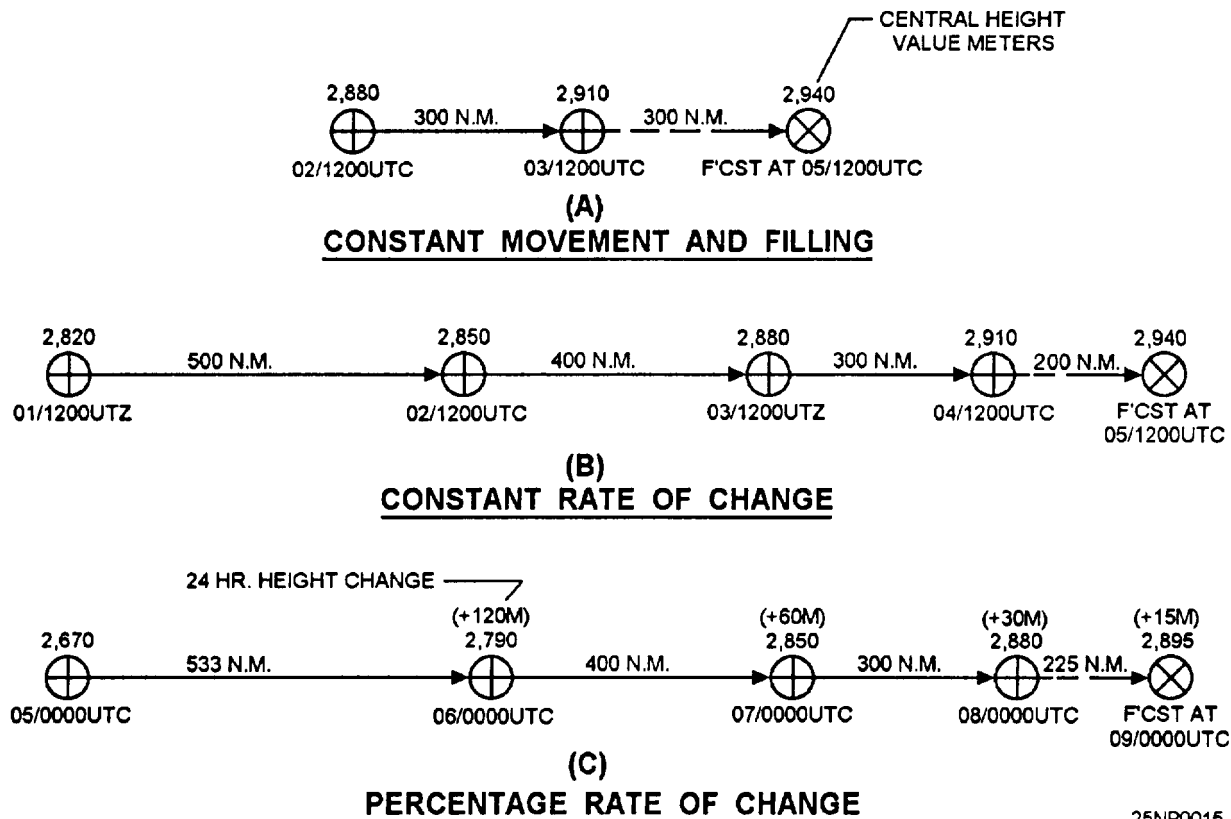 CENTRAL HEIGHT
VALUE METERS
2,880
2,910
2,940
300 N.M.
300 N.M.
02/1200UTC
03/1200UTC
F'CST AT 05/1200UTC
(A)
CONSTANT MOVEMENT AND FILLING
2,820
2,850
2,880
2,910
2,940
500 N.M.
400 N.M.
300 N.M.
200 N.M.
01/1200UTZ
02/1200UTC
03/1200UTZ
04/1200UTC
F'CST AT
05/1200UTC
(B)
CONSTANT RATE OF CHANGE
24 HR. HEIGHT CHANGE
(+120M)
(+60M)
(+30M)
(+15M)
2,670
2,790
2,850
2,880
2,895
533 N.M.
400 N.M.
300 N.M.
225 N.M.
05/0000UTC
06/0000UTC
07/0000UTC
08/0000UTC
F'CST AT
09/0000UTC
(C)
PERCENTAGE RATE OF CHANGE